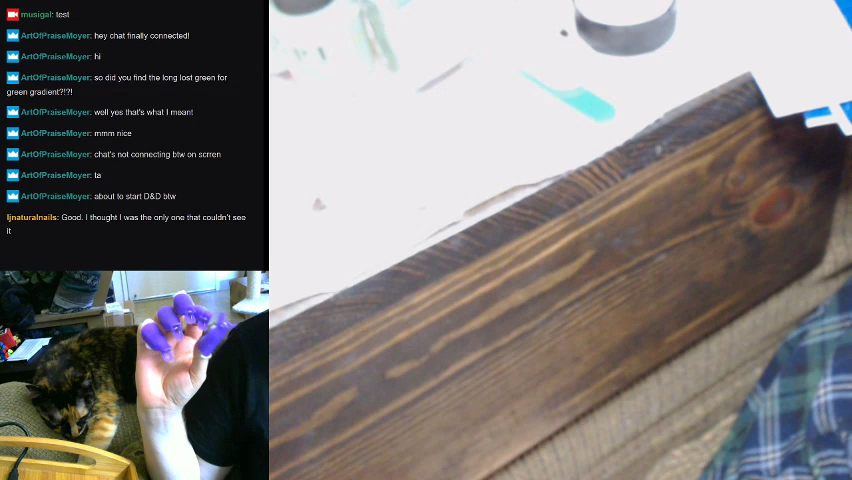 musigal: test
ArtOfPraiseMoyer: hey chat finally connected!
ArtOfPraiseMoyer: hi
ArtOfPraiseMoyer: so did you find the long lost green for
green gradient?!?!
ArtOfPraiseMoyer: well yes that's what I meant
ArtOfPraiseMoyer: mmm nice
ArtOfPraiseMoyer: chat's not connecting btw on scrren
ArtOfPraiseMoyer: ta
ArtOfPraiseMoyer: about to start D&D btw
ljnaturalnails: Good. I thought I was the only one that couldn't see
it